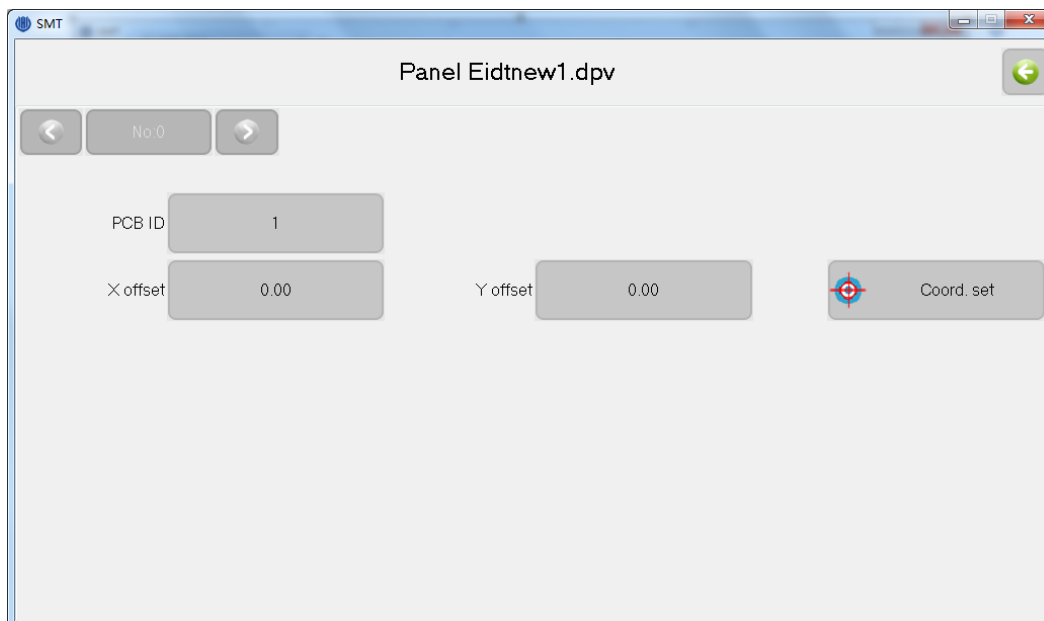 SMT
Panel Eidtnew1.dpv
No:0
PCB ID 1
X offset 0.00 Y offset 0.00 Coord. set